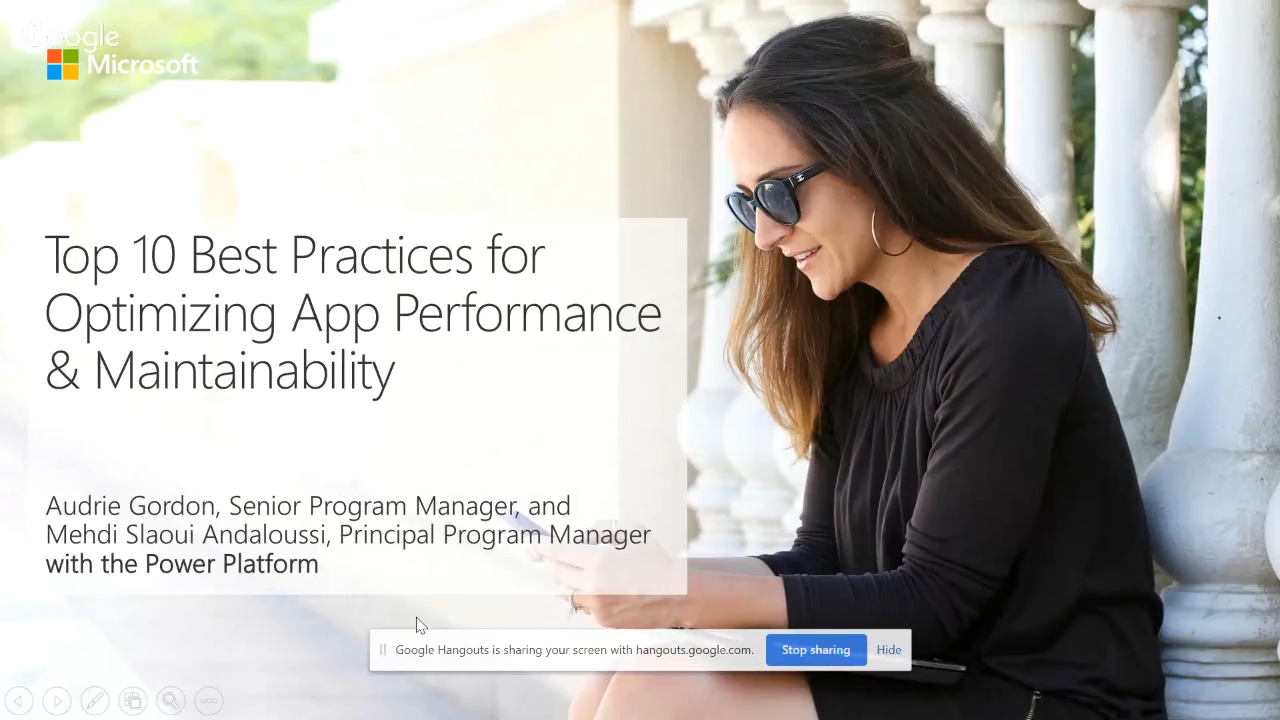 Google
Microsoft
Top 10 Best Practices for
Optimizing App Performance
& Maintainability
Audrie Gordon, Senior Program Manager, and
Mehdi Slaoui Andaloussi, Principal Program Manager
with the Power Platform
Google Hangouts is sharing your screen with hangouts.google.com. Stop sharing Hide